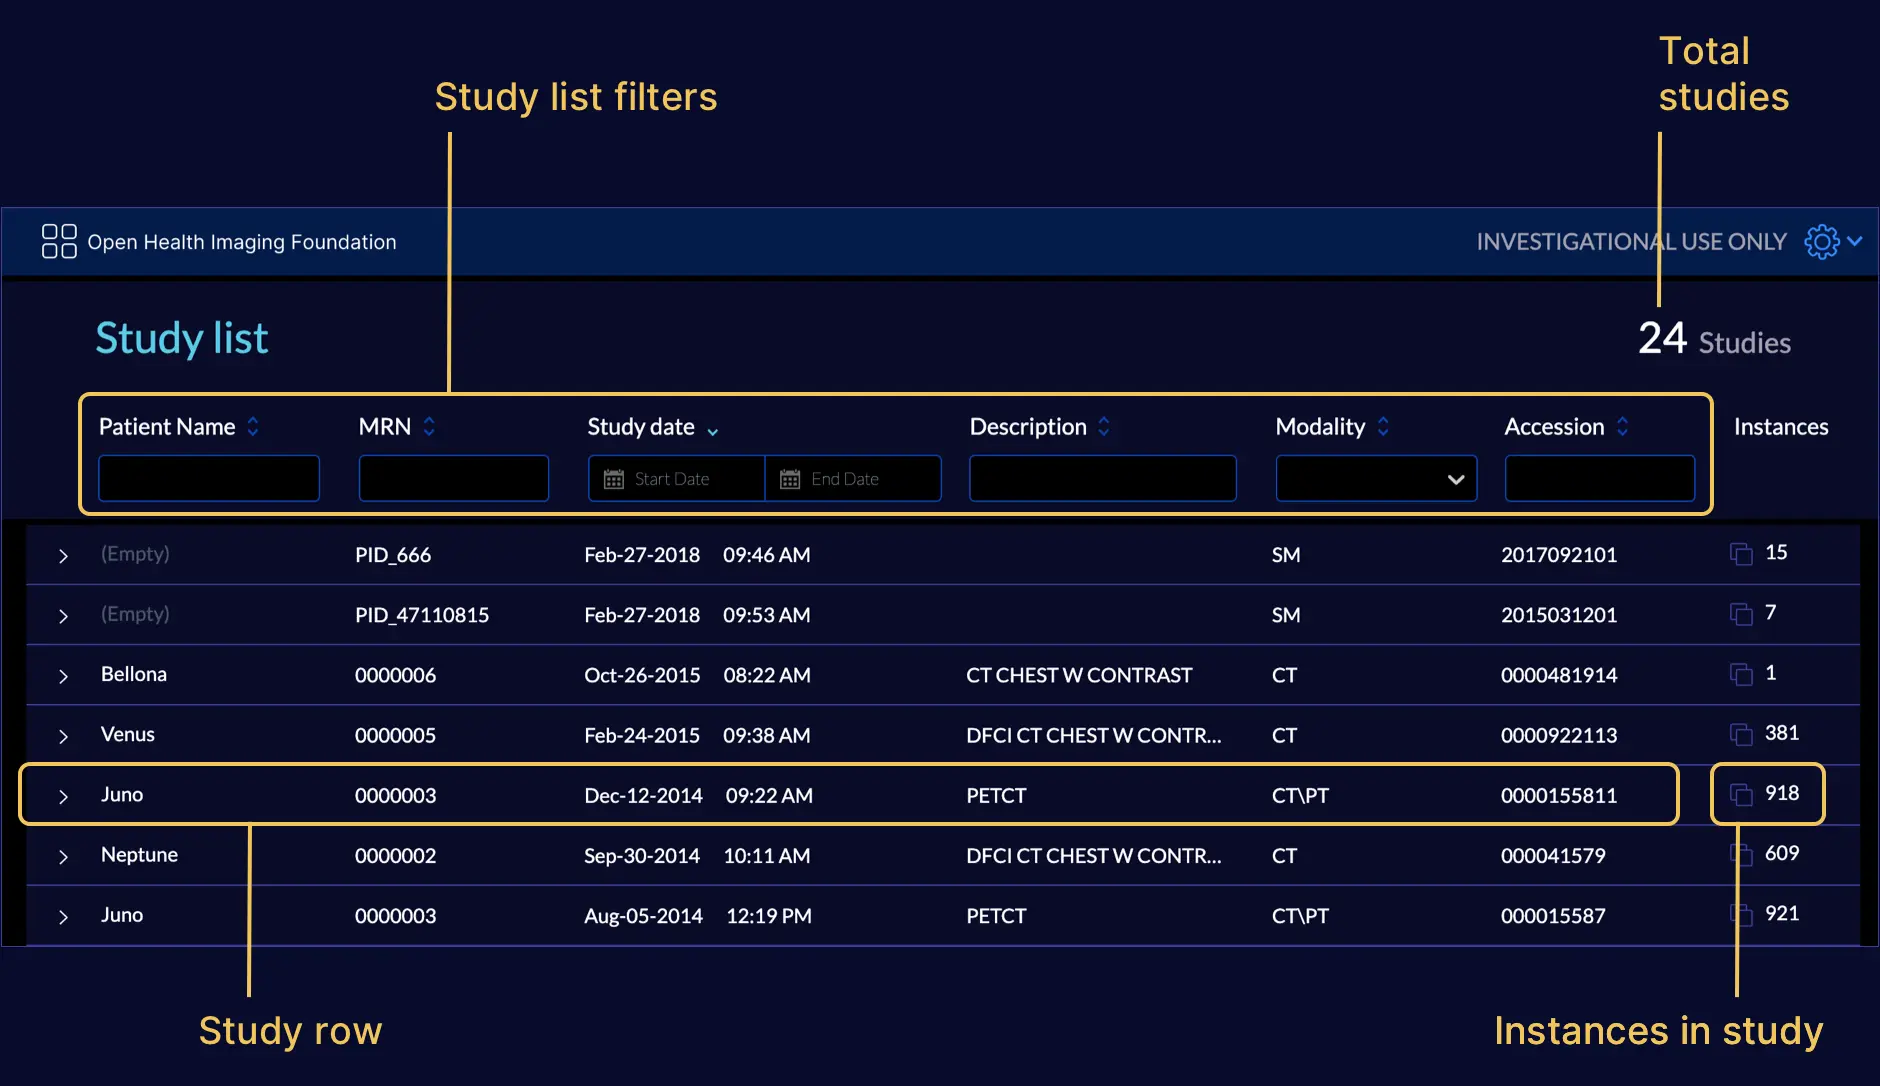 Total
studies
Study list filters
Open Health Imaging Foundation INVESTIGATIONAL USE ONLY
Study list 24 Studies
Patient Name MRN Study date Description Modality Accession Instances
Start Date End Date
(Empty) PID_666 Feb-27-2018 09:46 AM SM 2017092101 15
(Empty) PID_47110815 Feb-27-2018 09:53 AM SM 2015031201 7
Bellona 0000006 Oct-26-2015 08:22 AM CT CHEST W CONTRAST CT 0000481914 1
Venus 0000005 Feb-24-2015 09:38 AM DFCI CT CHEST W CONTR... CT 0000922113 381
Juno 0000003 Dec-12-2014 09:22 AM PETCT CT\PT 0000155811 918
Neptune 0000002 Sep-30-2014 10:11 AM DFCI CT CHEST W CONTR... CT 000041579 609
Juno 0000003 Aug-05-2014 12:19 PM PETCT CT\PT 000015587 921
Study row Instances in study